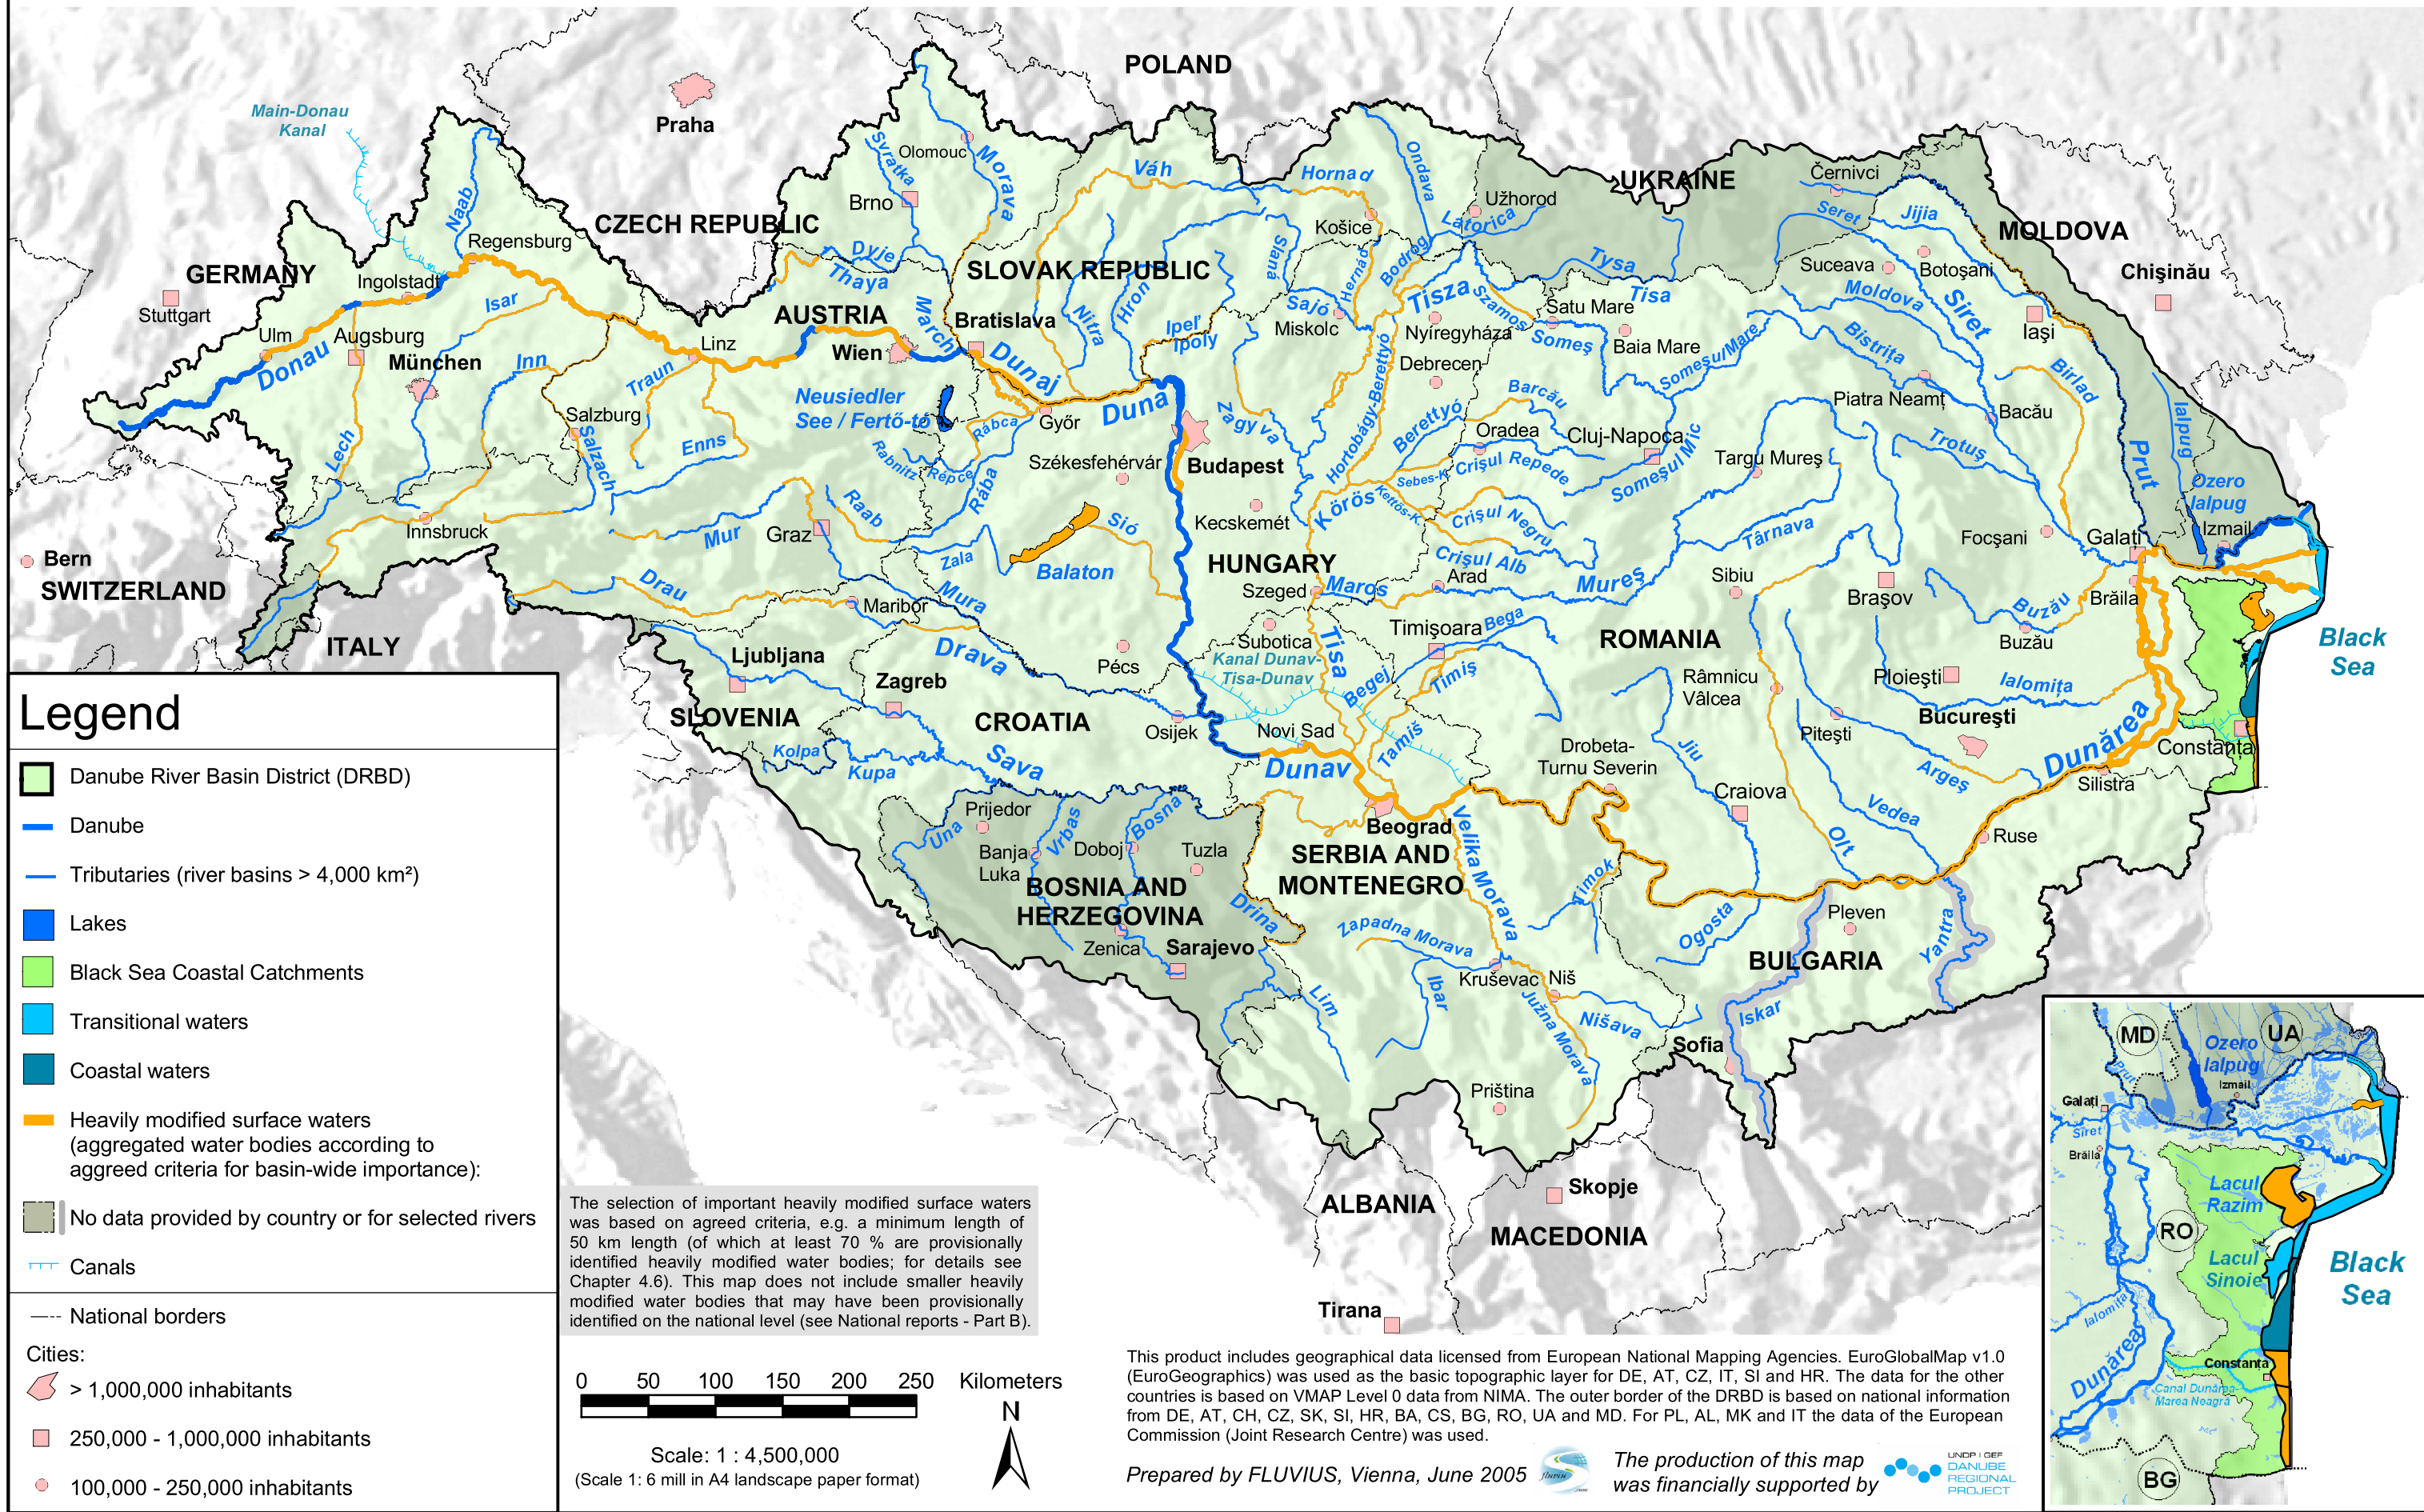 POLAND
Main-Donau
Kanal
Praha
Olomouc
Svratka
Morava
Váh
Hornad
Ondava
Užhorod
UKRAINE
Černivci
Naab
Brno
CZECH REPUBLIC
Regensburg
Košice
Latorica
Seret
Jijia
MOLDOVA
GERMANY
Ingolstadt
Dyje
Thaya
SLOVAK REPUBLIC
Slaná
Hernád
Bodrog
Tysa
Suceava
Botoşani
Chişinău
Stuttgart
Isar
AUSTRIA
March
Bratislava
Nitra
Hron
Sajó
Tisza
Szamos
Satu Mare
Tisa
Moldova
Siret
Ulm
Augsburg
Linz
Wien
Ipeľ
Ipoly
Miskolc
Nyíregyháza
Someş
Baia Mare
Someşu Mare
Bistriţa
Iaşi
Donau
München
Inn
Traun
Dunaj
Debrecen
Barcău
Birlad
Ialpug
Neusiedler
See / Fertő-tó
Duna
Zagyva
Hortobagy-Berettyó
Berettyó
Piatra Neamţ
Bacău
Salzburg
Salzach
Enns
Rábca
Győr
Oradea
Cluj-Napoca
Trotuş
Prut
Lech
Rabnitz
Répce
Rába
Székesfehérvár
Budapest
Sebes-K.
Crişul Repede
Someşul Mic
Targu Mureş
Ozero
Ialpug
Innsbruck
Mur
Graz
Raab
Sió
Kecskemét
Körös
Kettös-K.
Crişul Negru
Târnava
Focşani
Galaţi
Izmail
Bern
SWITZERLAND
Zala
Balaton
HUNGARY
Crişul Alb
Drau
Maribor
Mura
Szeged
Maros
Arad
Mureş
Sibiu
Braşov
Buzău
Brăila
ITALY
Ljubljana
Drava
Pécs
Subotica
Tisa
Timişoara
Bega
ROMANIA
Buzău
Black
Sea
Kanal Dunav-
Tisa-Dunav
Begej
Timiş
Râmnicu
Vâlcea
Ploieşti
Ialomiţa
SLOVENIA
Zagreb
CROATIA
Osijek
Novi Sad
Tamiš
Drobeta-
Turnu Severin
Jiu
Piteşti
Bucureşti
Dunărea
Constanţa
Kolpa
Kupa
Sava
Dunav
Craiova
Argeş
Silistra
Prijedor
Una
Vrbas
Bosna
Beograd
Velika Morava
Vedea
Olt
Ruse
Banja
Luka
Doboj
Tuzla
SERBIA AND
MONTENEGRO
Timok
BOSNIA AND
HERZEGOVINA
Drina
Zapadna Morava
Ogosta
Pleven
Yantra
Zenica
Sarajevo
Kruševac
Niš
BULGARIA
Lim
Ibar
Južna Morava
Nišava
Iskar
Sofia
Priština
ALBANIA
Skopje
MACEDONIA
Tirana
Legend
Danube River Basin District (DRBD)
Danube
Tributaries (river basins > 4,000 km²)
Lakes
Black Sea Coastal Catchments
Transitional waters
Coastal waters
Heavily modified surface waters
(aggregated water bodies according to
aggreed criteria for basin-wide importance):
No data provided by country or for selected rivers
Canals
National borders
Cities:
> 1,000,000 inhabitants
250,000 - 1,000,000 inhabitants
100,000 - 250,000 inhabitants
The selection of important heavily modified surface waters
was based on agreed criteria, e.g. a minimum length of
50 km length (of which at least 70 % are provisionally
identified heavily modified water bodies; for details see
Chapter 4.6). This map does not include smaller heavily
modified water bodies that may have been provisionally
identified on the national level (see National reports - Part B).
0 50 100 150 200 250 Kilometers
N
Scale: 1 : 4,500,000
(Scale 1: 6 mill in A4 landscape paper format)
This product includes geographical data licensed from European National Mapping Agencies. EuroGlobalMap v1.0
(EuroGeographics) was used as the basic topographic layer for DE, AT, CZ, IT, SI and HR. The data for the other
countries is based on VMAP Level 0 data from NIMA. The outer border of the DRBD is based on national information
from DE, AT, CH, CZ, SK, SI, HR, BA, CS, BG, RO, UA and MD. For PL, AL, MK and IT the data of the European
Commission (Joint Research Centre) was used.
Prepared by FLUVIUS, Vienna, June 2005
fluvius
The production of this map
was financially supported by
UNDP | GEF
DANUBE
REGIONAL
PROJECT
MD
UA
Ozero
Ialpug
Izmail
Prut
Galaţi
Siret
Brăila
Lacul
Razim
RO
Lacul
Sinoie
Black
Sea
Ialomiţa
Dunărea
Constanţa
Canal Dunărea-
Marea Neagră
BG